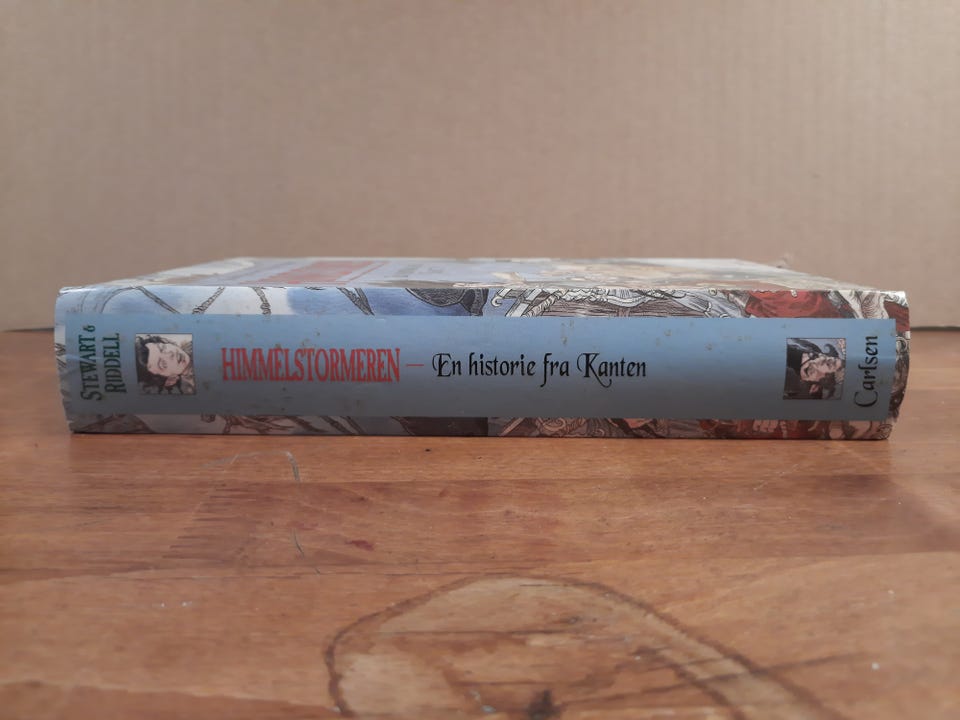 STEWART &
RIDDELL
HIMMELSTORMEREN — En historie fra Kanten
Carlsen